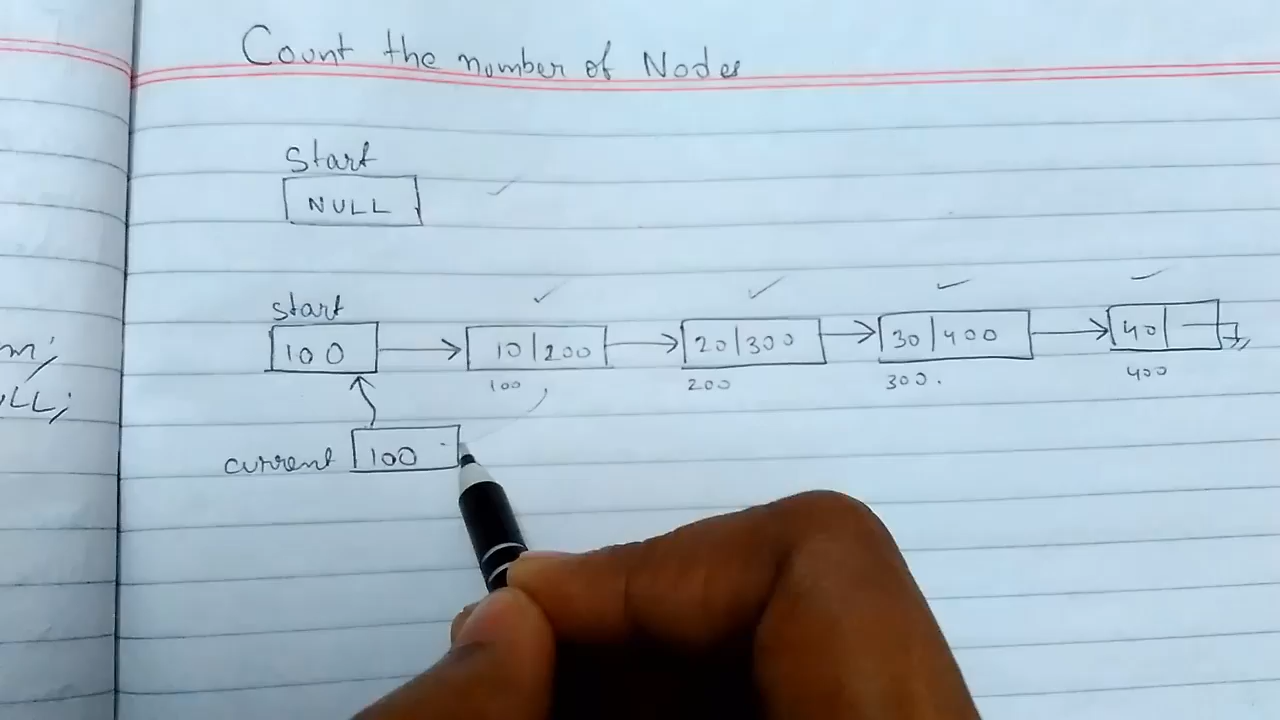 Count the number of Nodes
Start
NULL
start
100 10 200 20 300 30 400 40
100 200 300. 400
current 100
m;
LL;